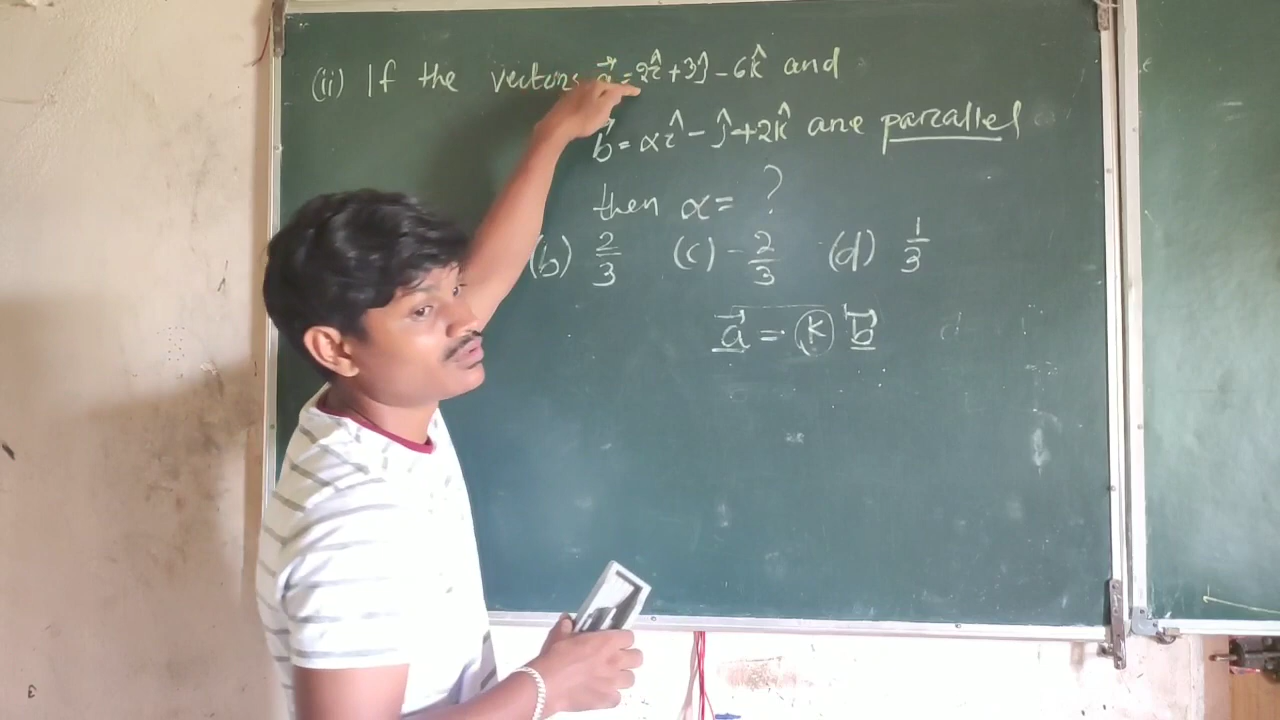 (ii) If the vectors a⃗ = 2î + 3ĵ - 6k̂ and
b⃗ = αî - ĵ + 2k̂ are parallel
then α = ?
(b) 2/3 (c) -2/3 (d) 1/3
a⃗ = k b⃗